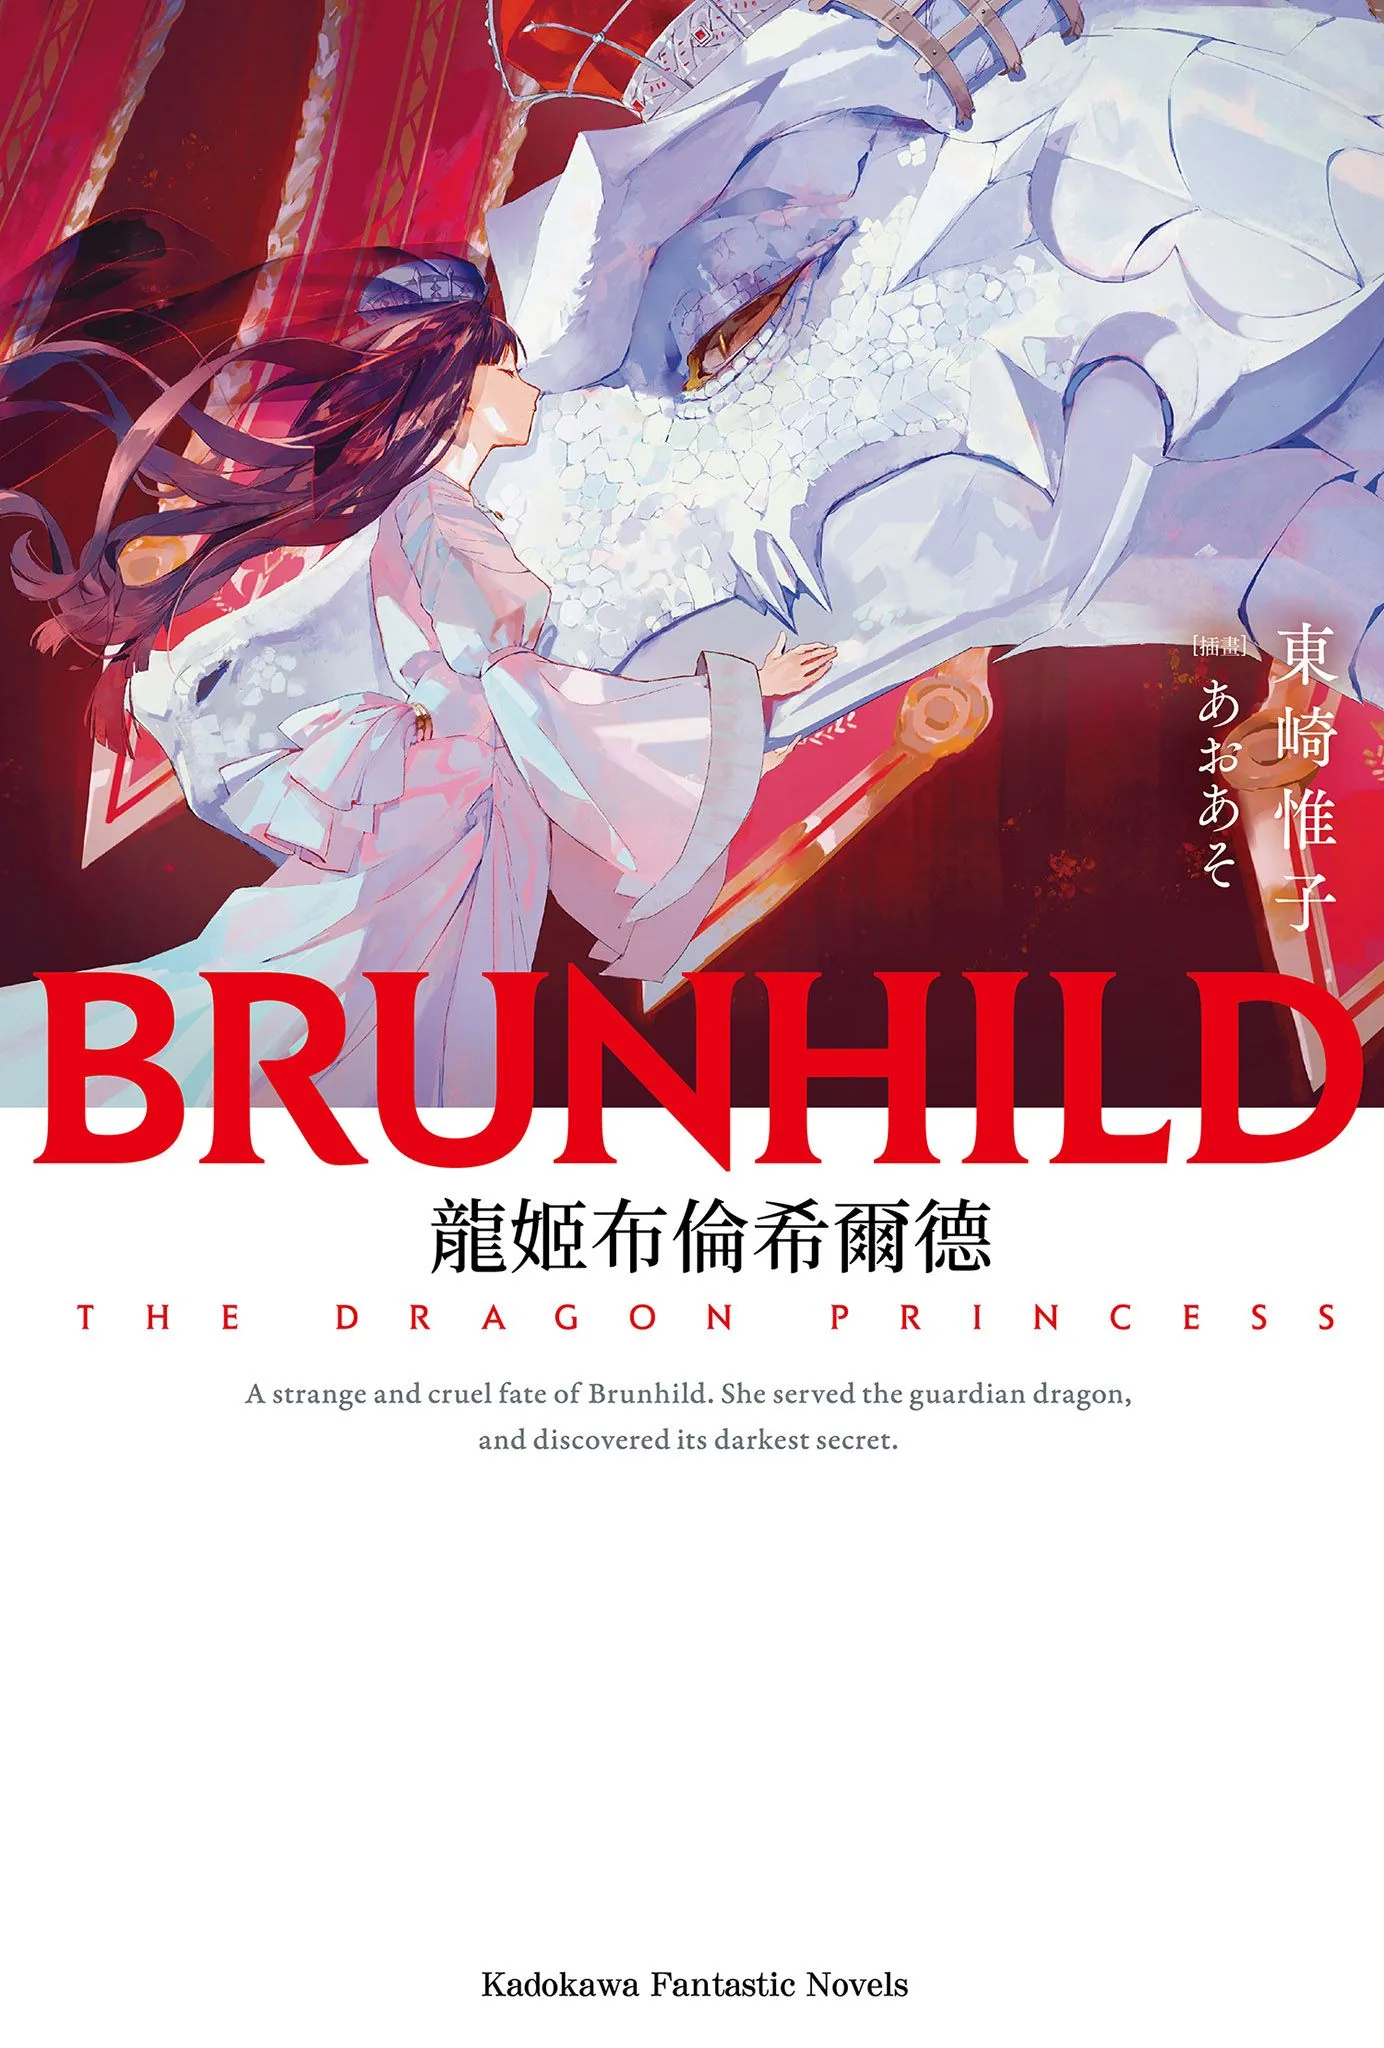 東崎惟子
[插畫]
あおあそ
BRUNHILD
龍姬布倫希爾德
THE DRAGON PRINCESS
A strange and cruel fate of Brunhild. She served the guardian dragon,
and discovered its darkest secret.
Kadokawa Fantastic Novels